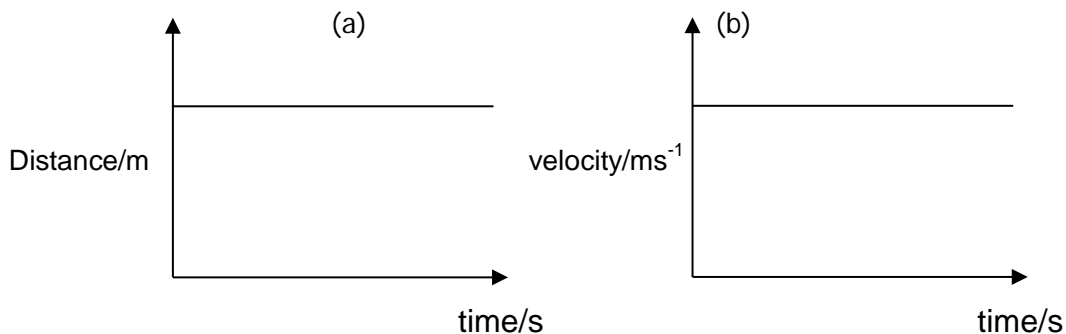 (a)
(b)
Distance/m
velocity/ms⁻¹
time/s
time/s